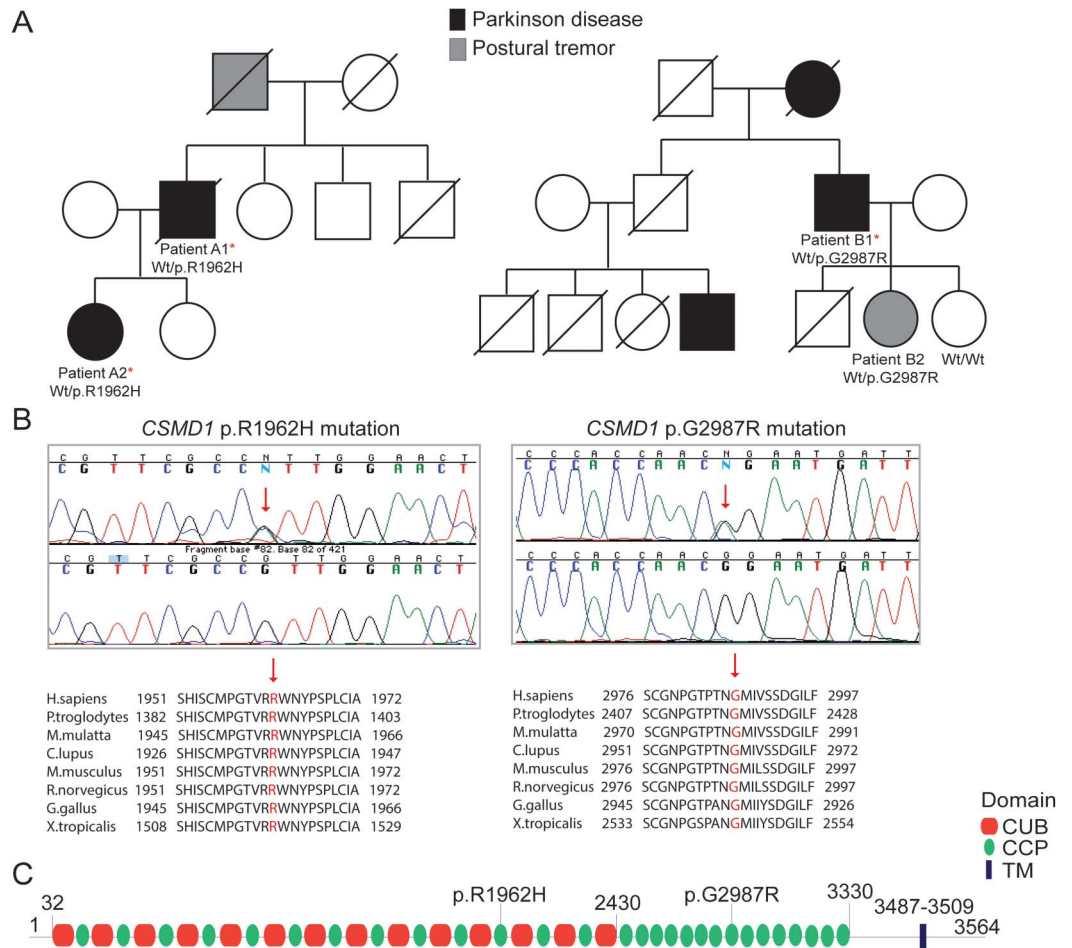 A
Parkinson disease
Postural tremor
Patient A1*
Wt/p.R1962H
Patient A2*
Wt/p.R1962H
Patient B1*
Wt/p.G2987R
Patient B2
Wt/p.G2987R
Wt/Wt
B
CSMD1 p.R1962H mutation
C G T T C G C C N T T G G A A C T
C G T T C G C C N T T G G A A C T
Fragment base #82. Base 82 of 421
C G T T C G C C G T T G G A A C T
C G T T C G C C G T T G G A A C T
CSMD1 p.G2987R mutation
C C C A C C A A C N G A A T G A T T
C C C A C C A A C N G A A T G A T T
C C C A C C A A C G G A A T G A T T
C C C A C C A A C G G A A T G A T T
H.sapiens 1951 SHISCMPGTVRRWNYPSPLCIA 1972
P.troglodytes 1382 SHISCMPGTVRRWNYPSPLCIA 1403
M.mulatta 1945 SHISCMPGTVRRWNYPSPLCIA 1966
C.lupus 1926 SHISCMPGTVRRWNYPSPLCIA 1947
M.musculus 1951 SHISCMPGTVRRWNYPSPLCIA 1972
R.norvegicus 1951 SHISCMPGTVRRWNYPSPLCIA 1972
G.gallus 1945 SHISCMPGTVRRWNYPSPLCIA 1966
X.tropicalis 1508 SHISCMPGTVRRWNYPSPLCIA 1529
H.sapiens 2976 SCGNPGTPTNGMIVSSDGILF 2997
P.troglodytes 2407 SCGNPGTPTNGMIVSSDGILF 2428
M.mulatta 2970 SCGNPGTPTNGMIVSSDGILF 2991
C.lupus 2951 SCGNPGTPTNGMIVSSDGILF 2972
M.musculus 2976 SCGNPGTPTNGMILSSDGILF 2997
R.norvegicus 2976 SCGNPGTPTNGMILSSDGILF 2997
G.gallus 2945 SCGNPGTPANGMIIYSDGILF 2926
X.tropicalis 2533 SCGNPGSPANGMIIYSDGILF 2554
Domain
CUB
CCP
TM
C
1
32
p.R1962H
2430
p.G2987R
3330
3487-3509
3564